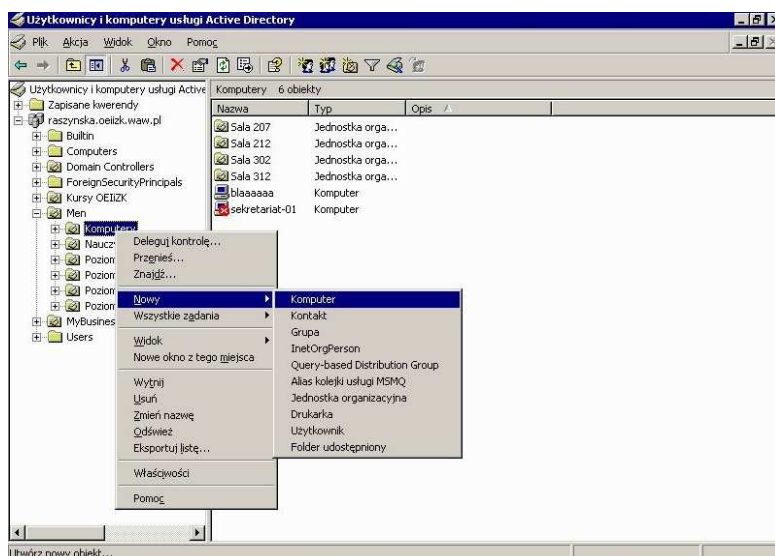 Użytkownicy i komputery usługi Active Directory
Plik Akcja Widok Okno Pomoc
Użytkownicy i komputery usługi Active
Komputery 6 obiekty
Zapisane kwerendy
raszynska.oeiizk.waw.pl
Builtin
Computers
Domain Controllers
ForeignSecurityPrincipals
Kursy OEIiZK
Men
Komputery
Naucz
Poziom
Poziom
Poziom
Poziom
MyBusines
Users
Nazwa Typ Opis
Sala 207 Jednostka orga...
Sala 212 Jednostka orga...
Sala 302 Jednostka orga...
Sala 312 Jednostka orga...
blaaaaaa Komputer
sekretariat-01 Komputer
Deleguj kontrolę...
Przenieś...
Znajdź...
Nowy
Wszystkie zadania
Widok
Nowe okno z tego miejsca
Wytnij
Usuń
Zmień nazwę
Odśwież
Eksportuj listę...
Właściwości
Pomoc
Komputer
Kontakt
Grupa
InetOrgPerson
Query-based Distribution Group
Alias kolejki usługi MSMQ
Jednostka organizacyjna
Drukarka
Użytkownik
Folder udostępniony
Utwórz nowy obiekt...